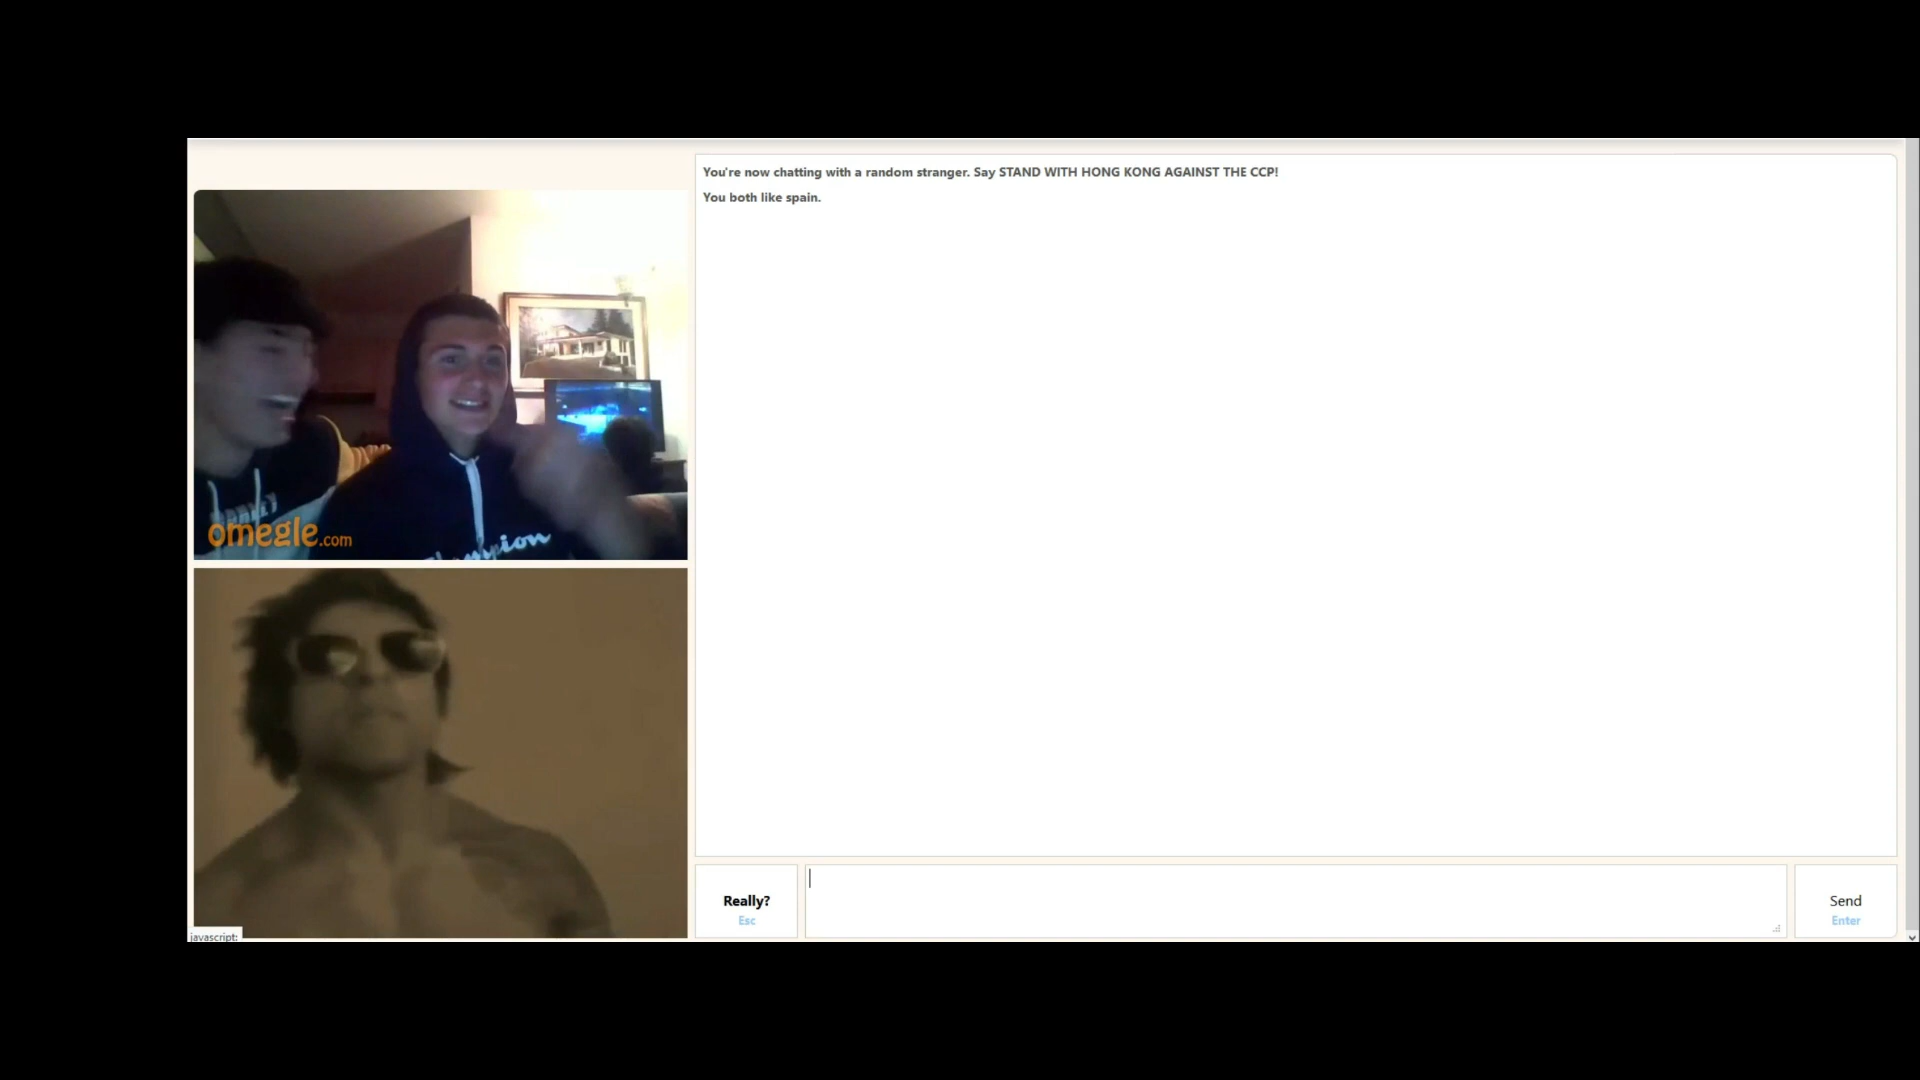 You're now chatting with a random stranger. Say STAND WITH HONG KONG AGAINST THE CCP!
You both like spain.
omegle.com
Really?
Esc
Send
Enter
javascript: